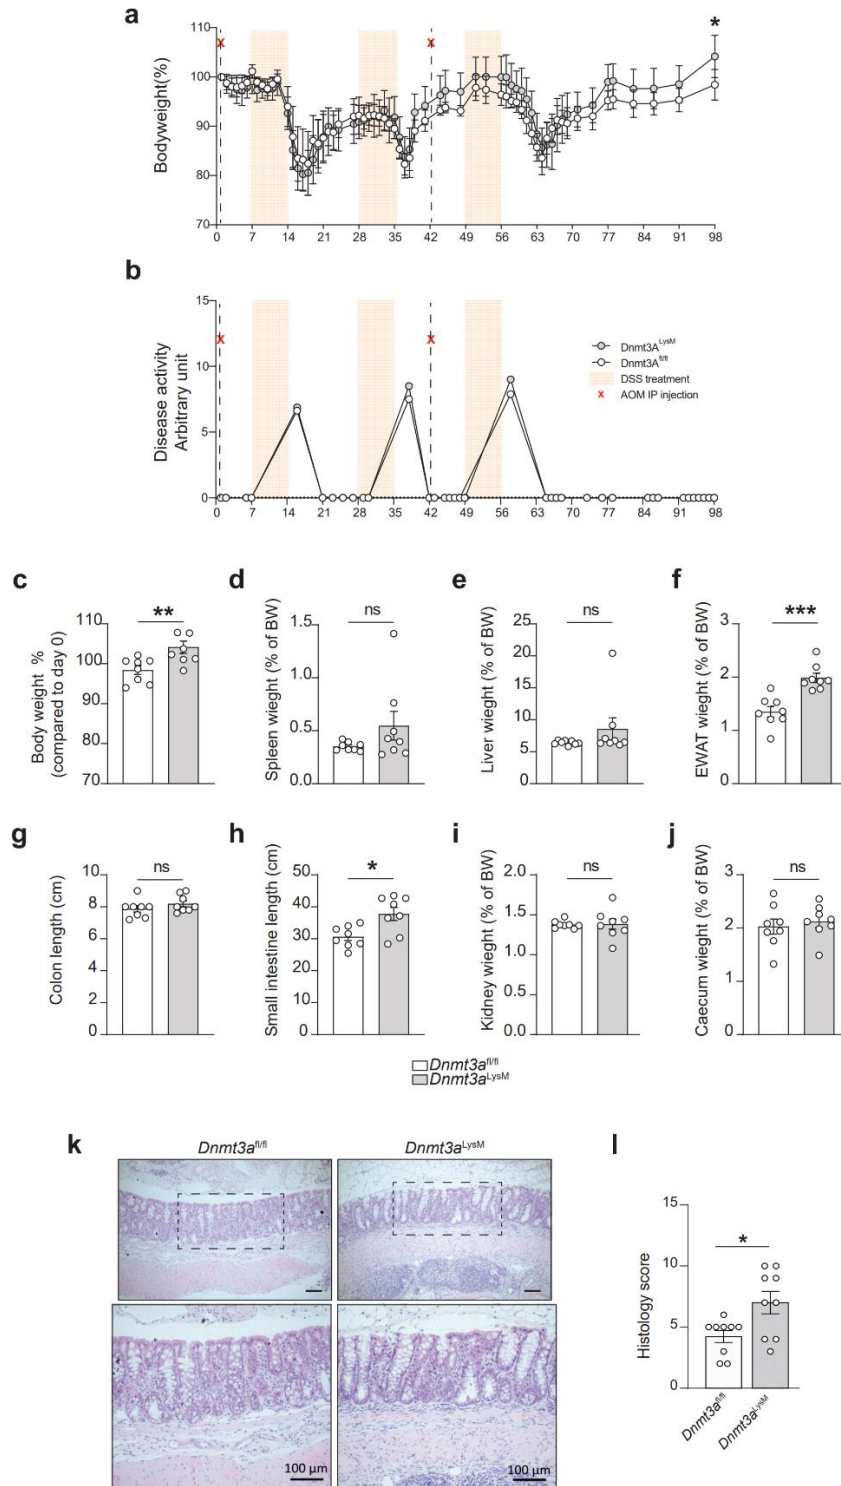 a
*
Bodyweight(%)
110
100
90
80
70
x
x
0 7 14 21 28 35 42 49 56 63 70 77 84 91 98
b
Disease activity
Arbitrary unit
15
10
5
0
x
x
Dnmt3A^LysM
Dnmt3A^fl/fl
DSS treatment
x AOM IP injection
0 7 14 21 28 35 42 49 56 63 70 77 84 91 98
c
Body weight %
(compared to day 0)
110
100
90
80
70
**
d
Spleen wieght (% of BW)
1.5
1.0
0.5
0.0
ns
e
Liver wieght (% of BW)
25
20
15
10
5
0
ns
f
EWAT wieght (% of BW)
3
2
1
0
***
g
Colon length (cm)
10
8
6
4
2
0
ns
h
Small intestine length (cm)
50
40
30
20
10
0
*
i
Kidney wieght (% of BW)
2.0
1.5
1.0
0.5
0.0
ns
j
Caecum wieght (% of BW)
3
2
1
0
ns
Dnmt3a^fl/fl
Dnmt3a^LysM
k
Dnmt3a^fl/fl
Dnmt3a^LysM
100 µm
100 µm
l
Histology score
15
10
5
0
*
Dnmt3a^fl/fl
Dnmt3a^LysM